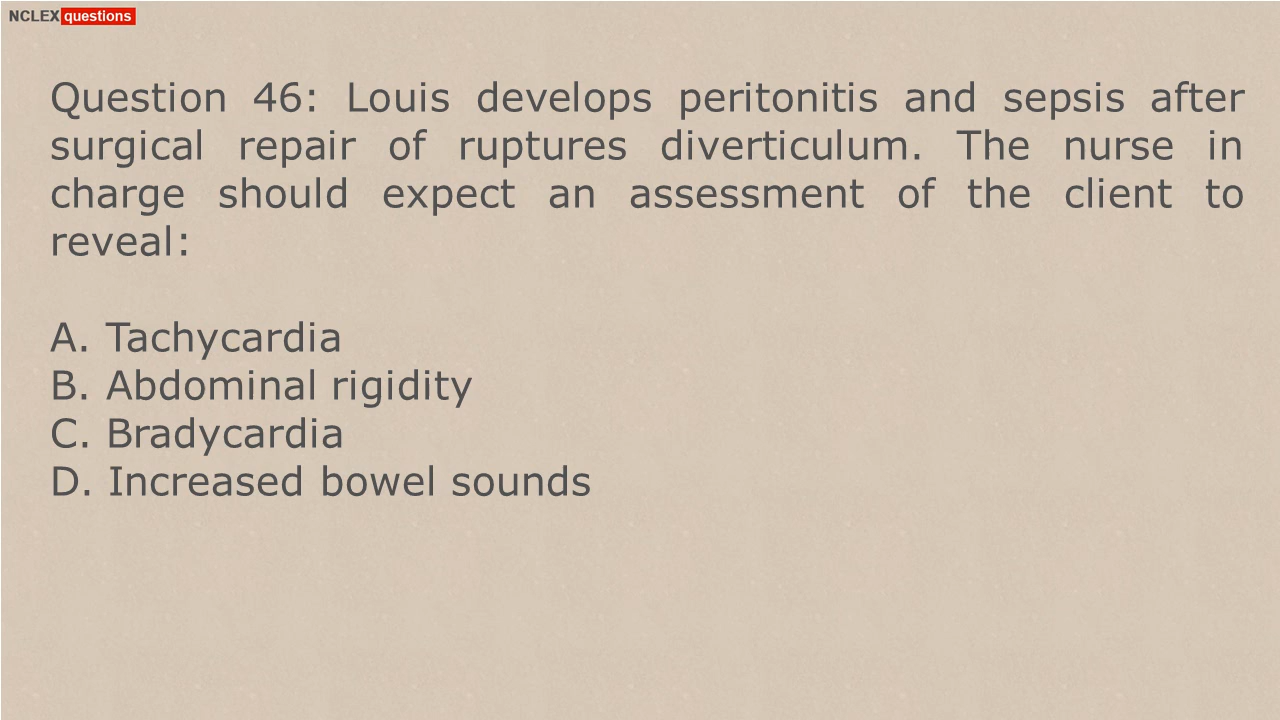 NCLEX questions
Question 46: Louis develops peritonitis and sepsis after
surgical repair of ruptures diverticulum. The nurse in
charge should expect an assessment of the client to
reveal:
A. Tachycardia
B. Abdominal rigidity
C. Bradycardia
D. Increased bowel sounds